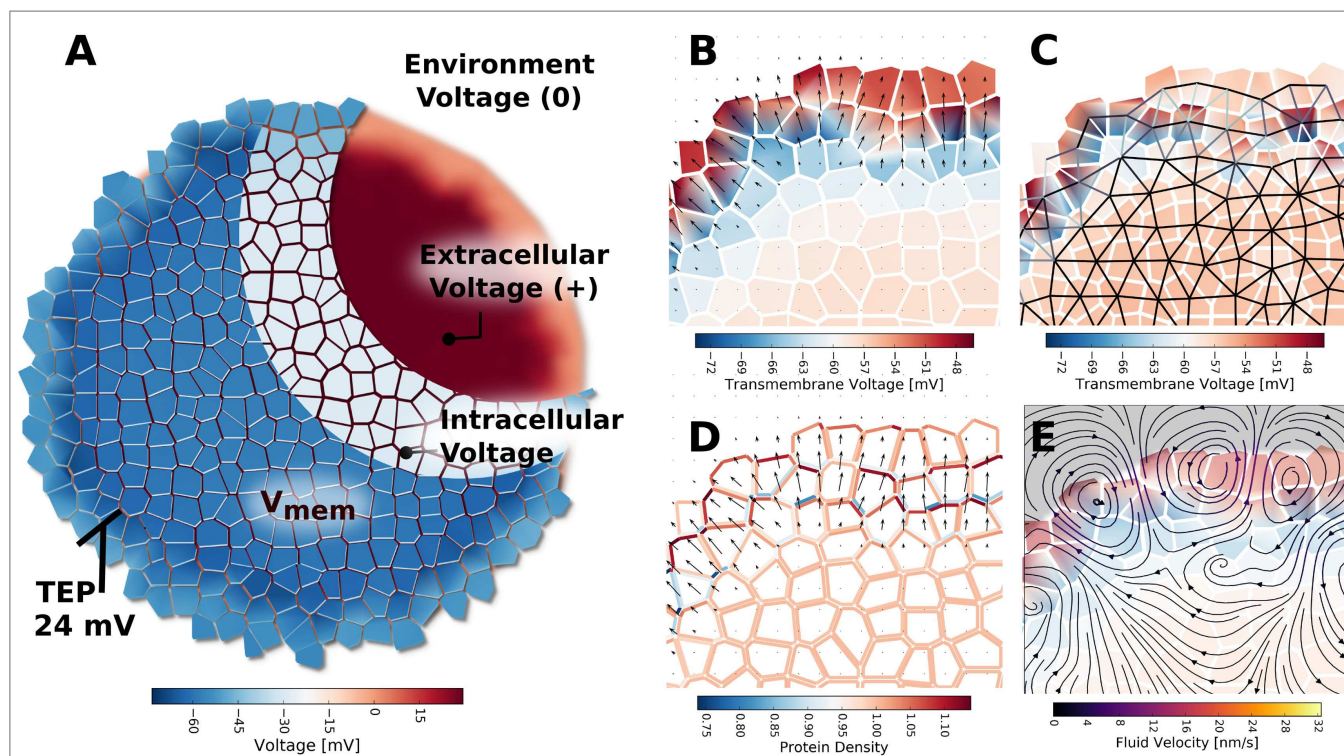 A
Environment
Voltage (0)
Extracellular
Voltage (+)
Intracellular
Voltage
Vmem
TEP
24 mV
−60
−45
−30
−15
0
15
Voltage [mV]
B
−72
−69
−66
−63
−60
−57
−54
−51
−48
Transmembrane Voltage [mV]
C
−72
−69
−66
−63
−60
−57
−54
−51
−48
Transmembrane Voltage [mV]
D
0.75
0.80
0.85
0.90
0.95
1.00
1.05
1.10
Protein Density
E
0
4
8
12
16
20
24
28
32
Fluid Velocity [nm/s]